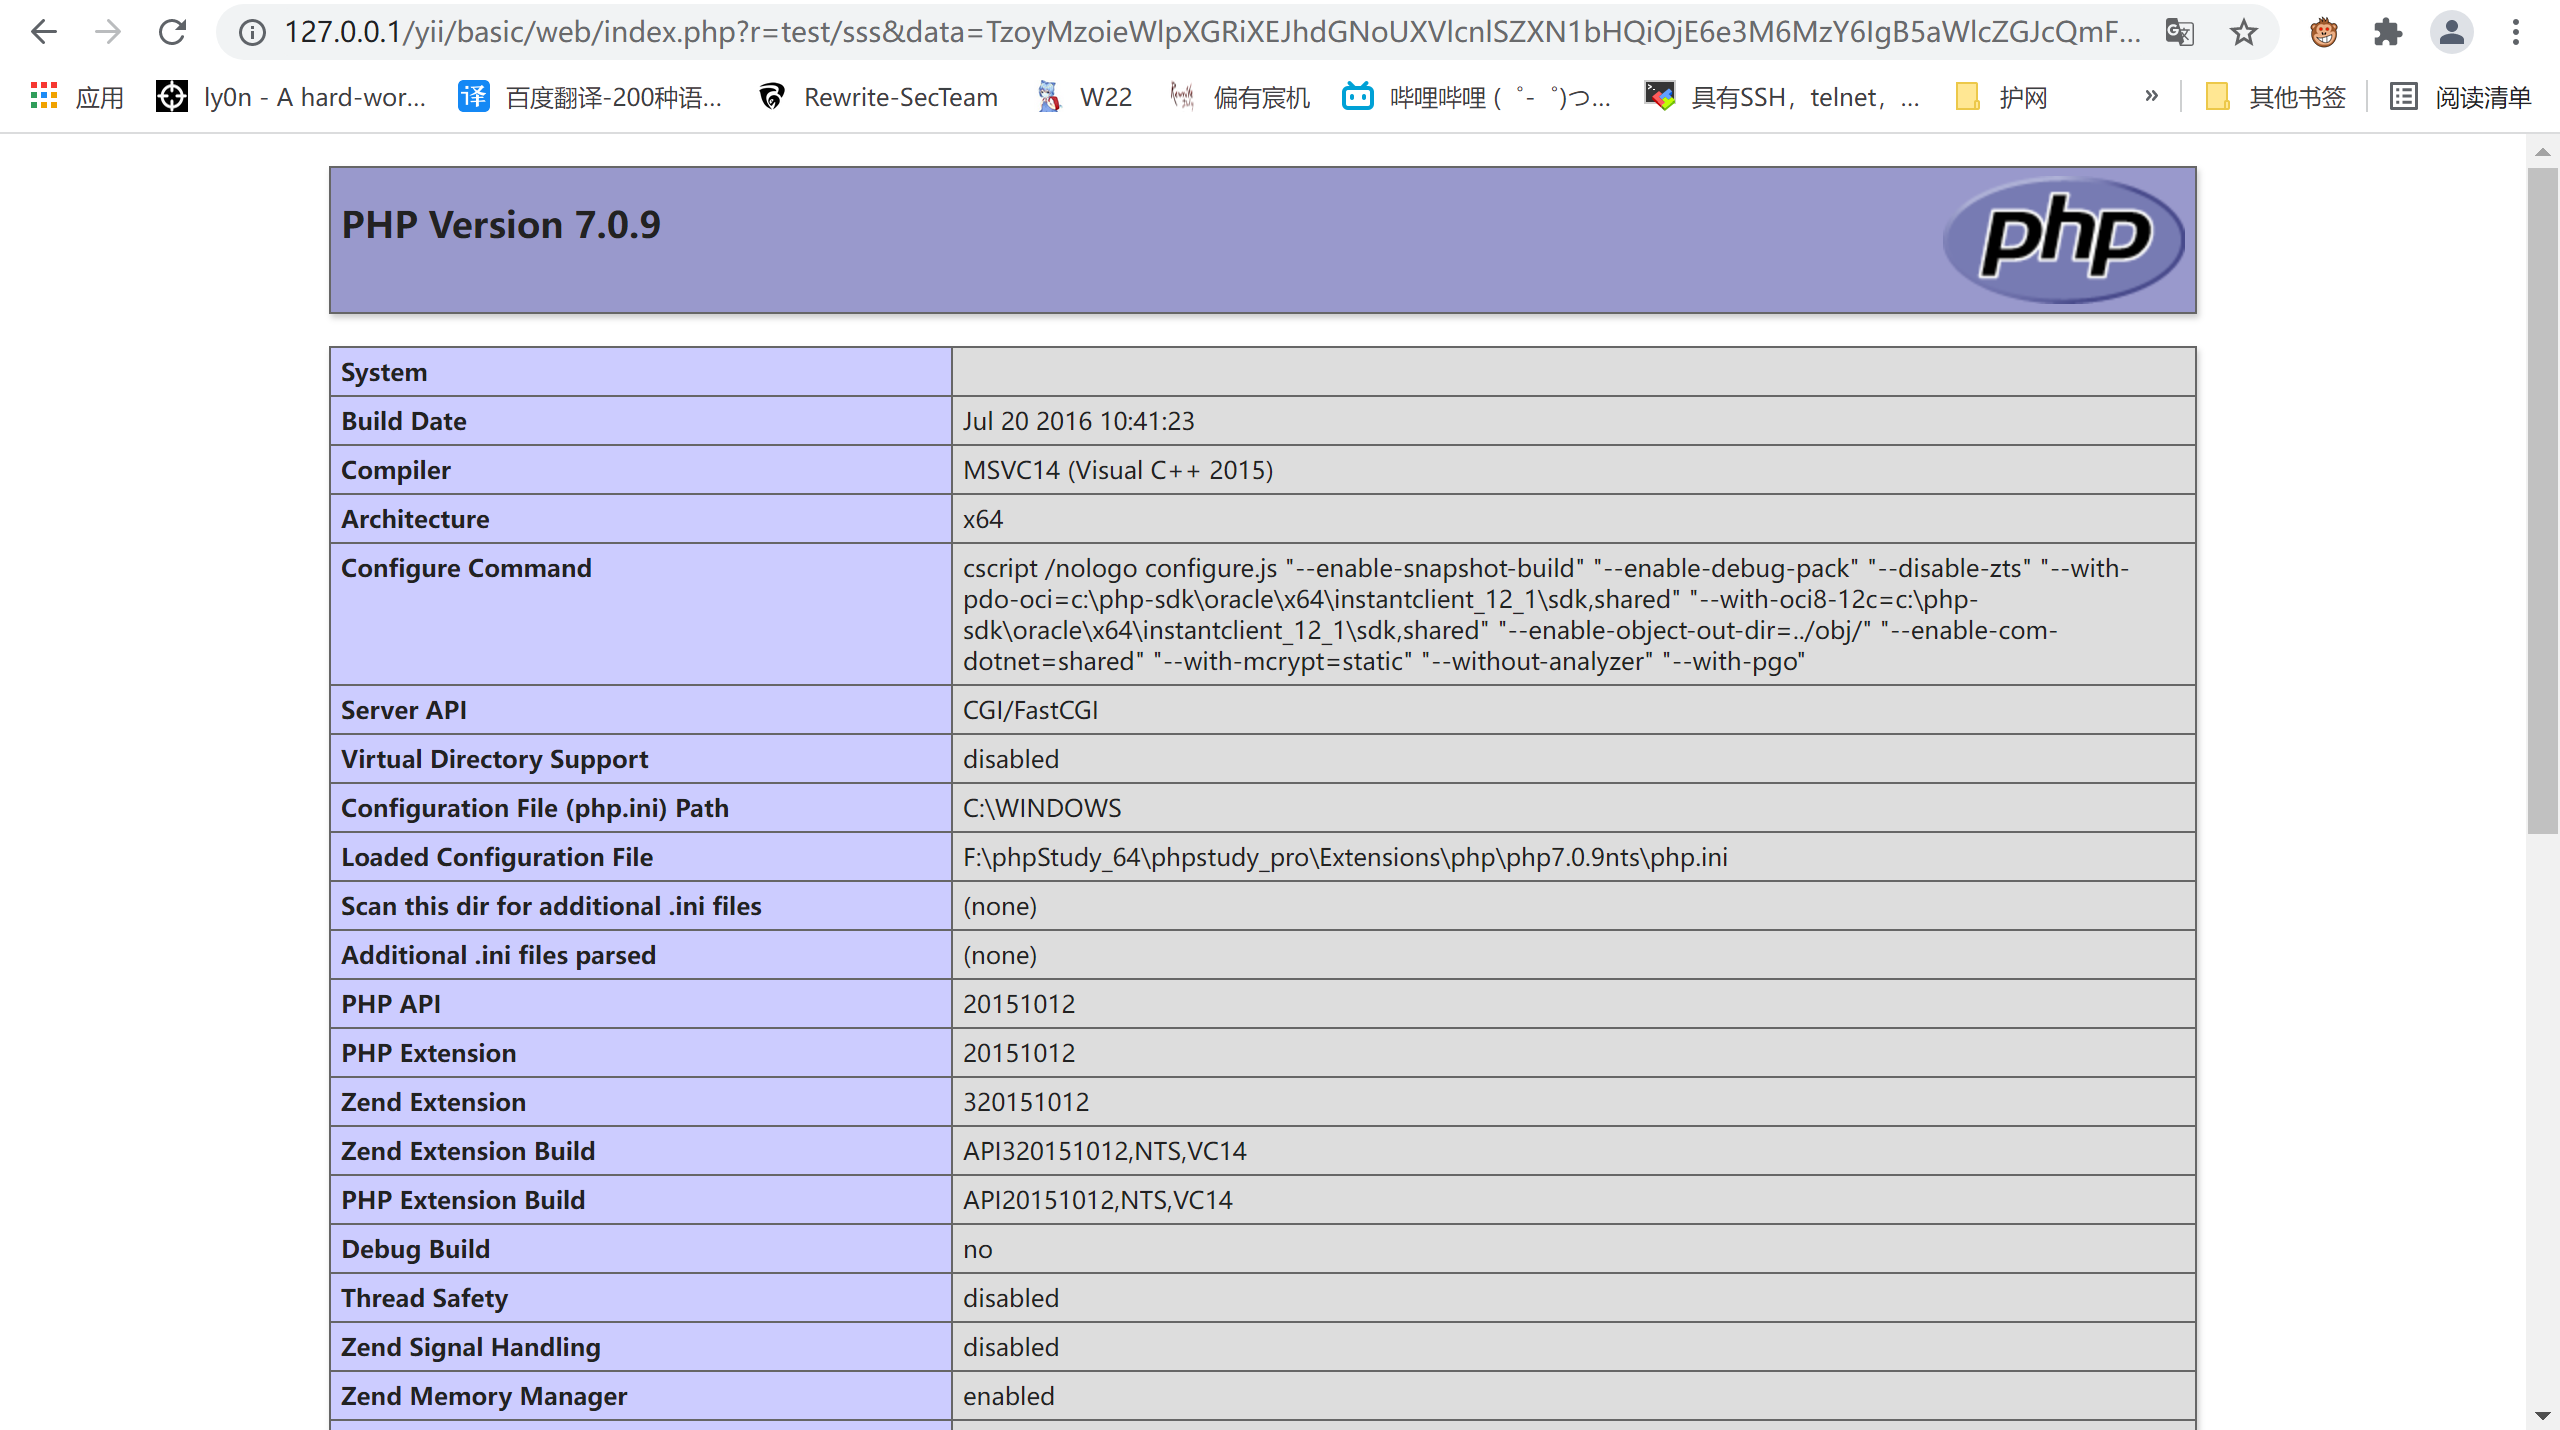 127.0.0.1/yii/basic/web/index.php?r=test/sss&data=TzoyMzoieWlpXGRiXEJhdGNoUXVlcnlSZXN1bHQiOjE6e3M6MzY6IgB5aWlcZGJcQmF...
应用 ly0n - A hard-wor... 译 百度翻译-200种语... Rewrite-SecTeam W22 偏有宸机 哔哩哔哩 (゜-゜)つ... 具有SSH，telnet，... 护网 » 其他书签 阅读清单
PHP Version 7.0.9 php
System
Build Date Jul 20 2016 10:41:23
Compiler MSVC14 (Visual C++ 2015)
Architecture x64
Configure Command cscript /nologo configure.js "--enable-snapshot-build" "--enable-debug-pack" "--disable-zts" "--with-
pdo-oci=c:\php-sdk\oracle\x64\instantclient_12_1\sdk,shared" "--with-oci8-12c=c:\php-
sdk\oracle\x64\instantclient_12_1\sdk,shared" "--enable-object-out-dir=../obj/" "--enable-com-
dotnet=shared" "--with-mcrypt=static" "--without-analyzer" "--with-pgo"
Server API CGI/FastCGI
Virtual Directory Support disabled
Configuration File (php.ini) Path C:\WINDOWS
Loaded Configuration File F:\phpStudy_64\phpstudy_pro\Extensions\php\php7.0.9nts\php.ini
Scan this dir for additional .ini files (none)
Additional .ini files parsed (none)
PHP API 20151012
PHP Extension 20151012
Zend Extension 320151012
Zend Extension Build API320151012,NTS,VC14
PHP Extension Build API20151012,NTS,VC14
Debug Build no
Thread Safety disabled
Zend Signal Handling disabled
Zend Memory Manager enabled